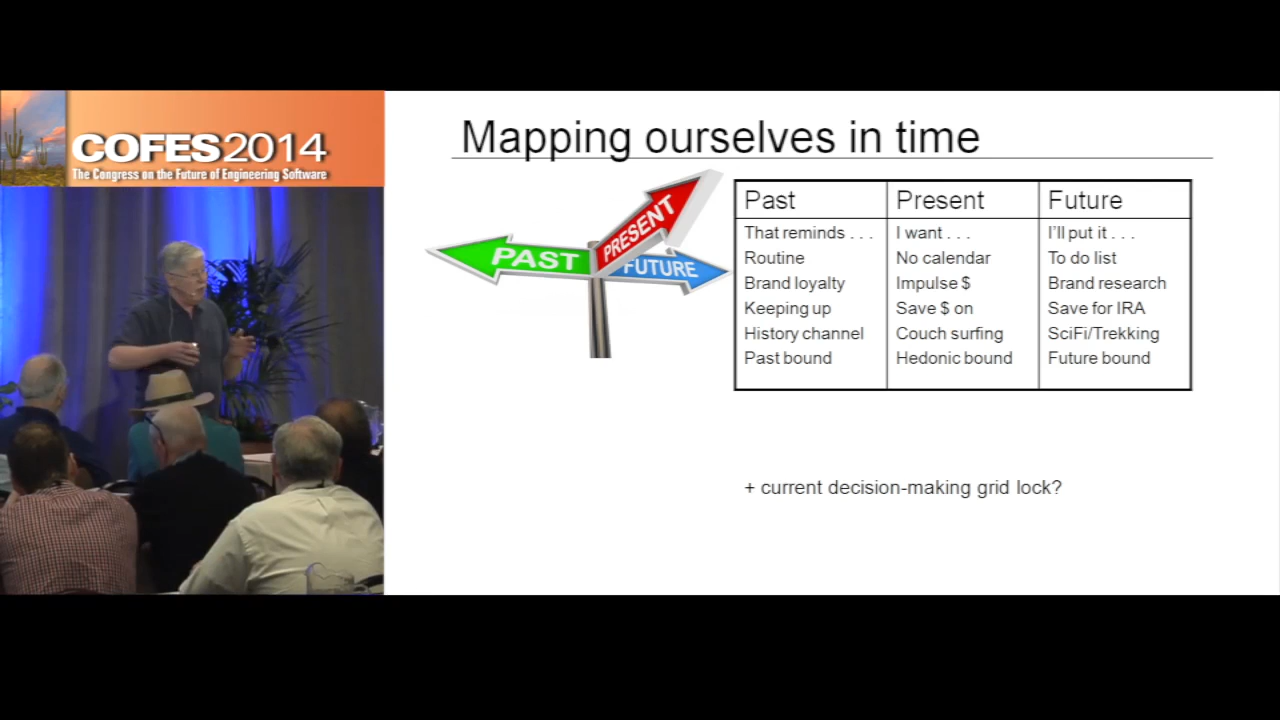 COFES2014
The Congress on the Future of Engineering Software
Mapping ourselves in time
PAST
PRESENT
FUTURE
Past Present Future
That reminds . . . I want . . . I'll put it . . .
Routine No calendar To do list
Brand loyalty Impulse $ Brand research
Keeping up Save $ on Save for IRA
History channel Couch surfing SciFi/Trekking
Past bound Hedonic bound Future bound
+ current decision-making grid lock?